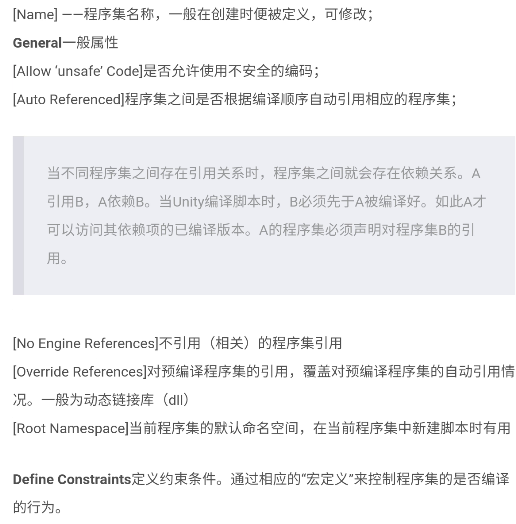 [Name] ——程序集名称，一般在创建时便被定义，可修改；
General一般属性
[Allow ‘unsafe’ Code]是否允许使用不安全的编码；
[Auto Referenced]程序集之间是否根据编译顺序自动引用相应的程序集；
当不同程序集之间存在引用关系时，程序集之间就会存在依赖关系。A
引用B，A依赖B。当Unity编译脚本时，B必须先于A被编译好。如此A才
可以访问其依赖项的已编译版本。A的程序集必须声明对程序集B的引
用。
[No Engine References]不引用（相关）的程序集引用
[Override References]对预编译程序集的引用，覆盖对预编译程序集的自动引用情
况。一般为动态链接库（dll）
[Root Namespace]当前程序集的默认命名空间，在当前程序集中新建脚本时有用
Define Constraints定义约束条件。通过相应的“宏定义”来控制程序集的是否编译
的行为。